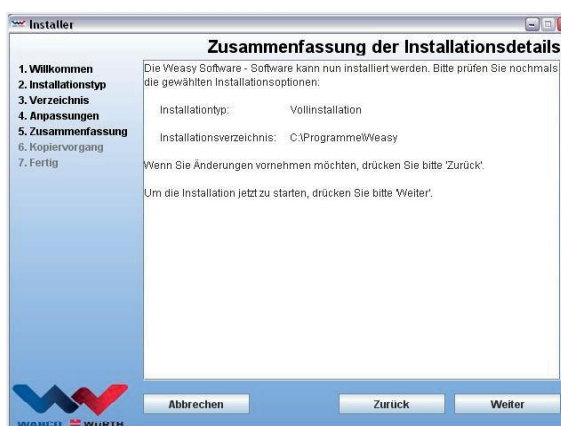 Installer
Zusammenfassung der Installationsdetails
1. Willkommen
2. Installationstyp
3. Verzeichnis
4. Anpassungen
5. Zusammenfassung
6. Kopiervorgang
7. Fertig
Die Weasy Software - Software kann nun installiert werden. Bitte prüfen Sie nochmals
die gewählten Installationsoptionen:
Installationtyp: Vollinstallation
Installationsverzeichnis: C:\Programme\Weasy
Wenn Sie Änderungen vornehmen möchten, drücken Sie bitte 'Zurück'.
Um die Installation jetzt zu starten, drücken Sie bitte 'Weiter'.
Abbrechen Zurück Weiter
WABCO WÜRTH